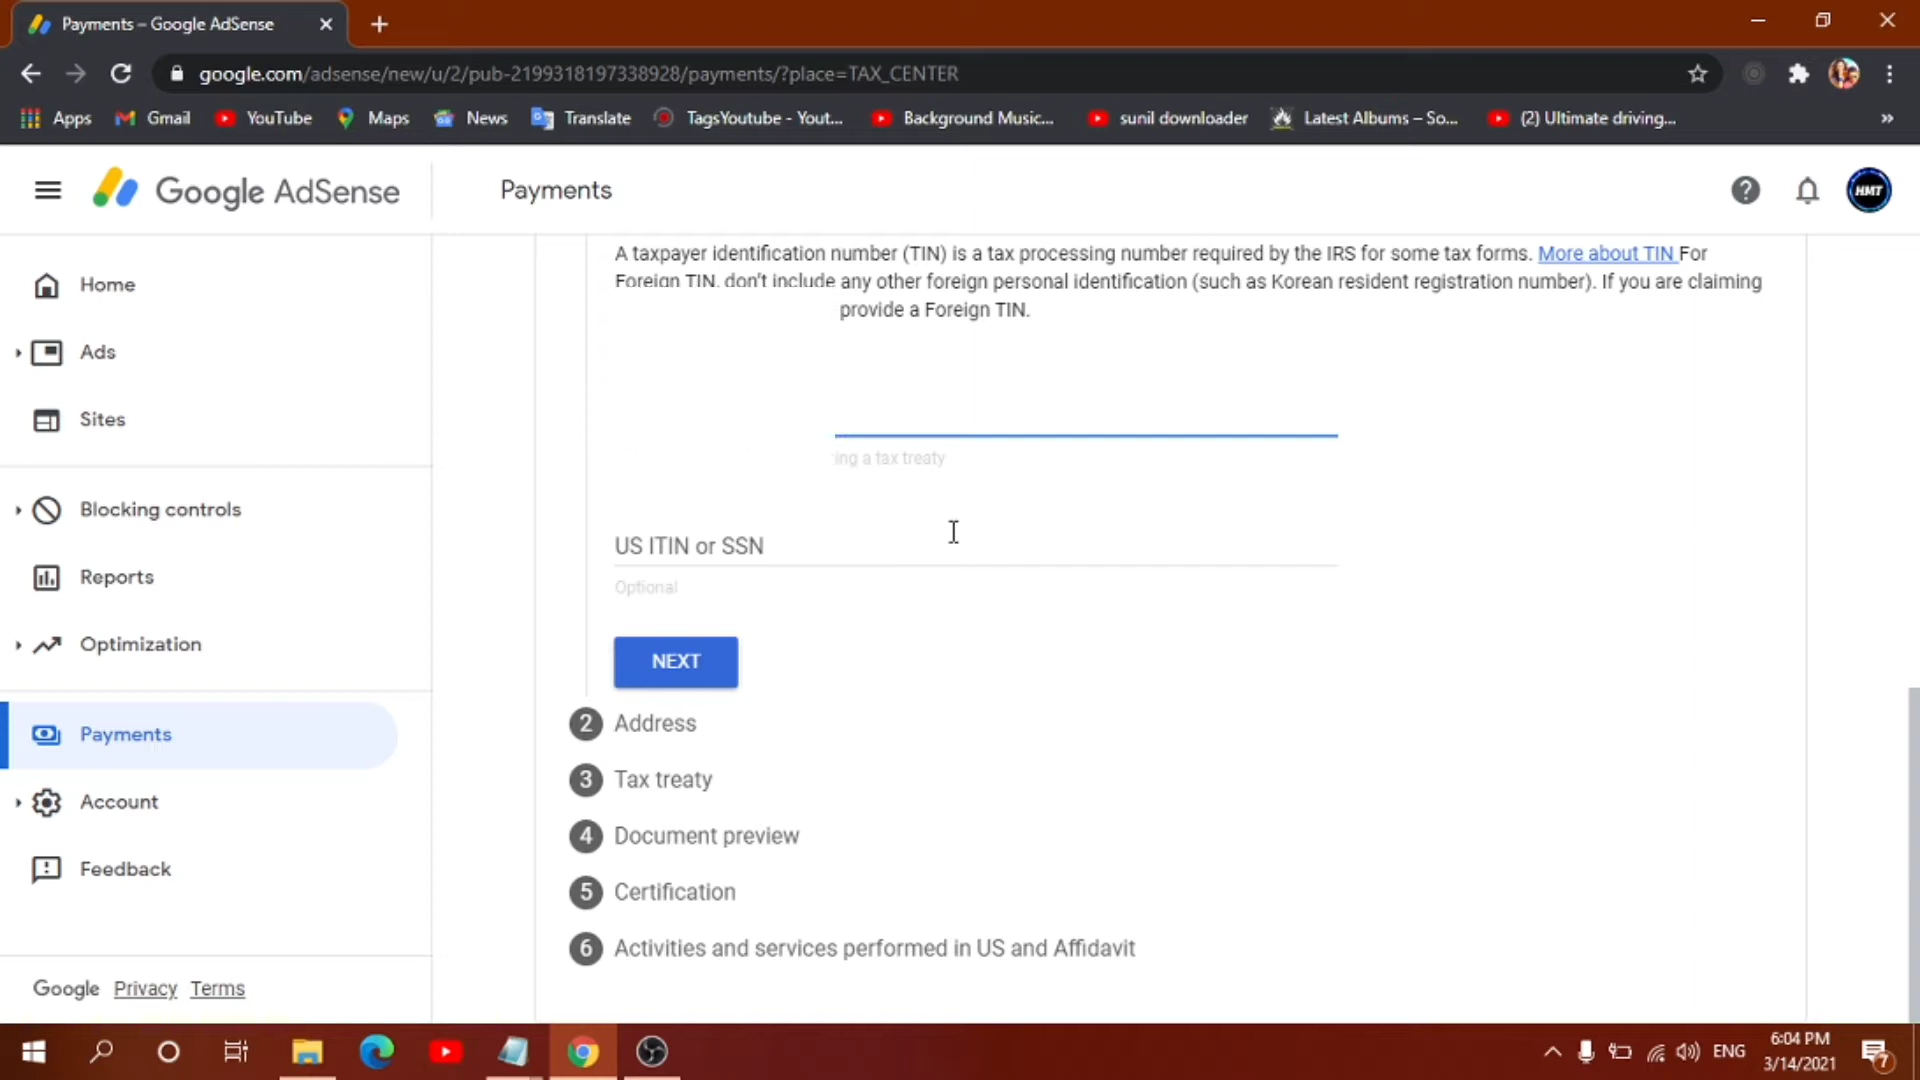 Payments – Google AdSense
google.com/adsense/new/u/2/pub-2199318197338928/payments/?place=TAX_CENTER
Apps
Gmail
YouTube
Maps
News
Translate
TagsYoutube - Yout...
Background Music...
sunil downloader
Latest Albums – So...
(2) Ultimate driving...
»
Google AdSense
Payments
HMT
A taxpayer identification number (TIN) is a tax processing number required by the IRS for some tax forms. More about TIN For
Foreign TIN, don't include any other foreign personal identification (such as Korean resident registration number). If you are claiming
provide a Foreign TIN.
ing a tax treaty
US ITIN or SSN
Optional
NEXT
2 Address
3 Tax treaty
4 Document preview
5 Certification
6 Activities and services performed in US and Affidavit
Home
Ads
Sites
Blocking controls
Reports
Optimization
Payments
Account
Feedback
Google Privacy Terms
ENG
6:04 PM
3/14/2021
7